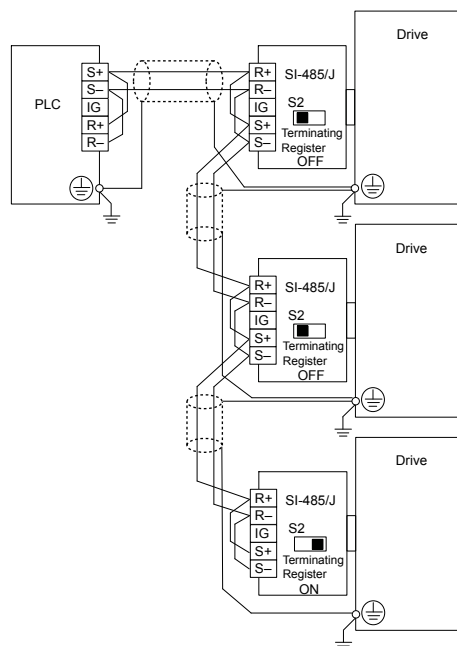 Drive
PLC
S+
S–
IG
R+
R–
R+
R–
IG
S+
S–
SI-485/J
S2
Terminating
Register
OFF
Drive
R+
R–
IG
S+
S–
SI-485/J
S2
Terminating
Register
OFF
Drive
R+
R–
IG
S+
S–
SI-485/J
S2
Terminating
Register
ON